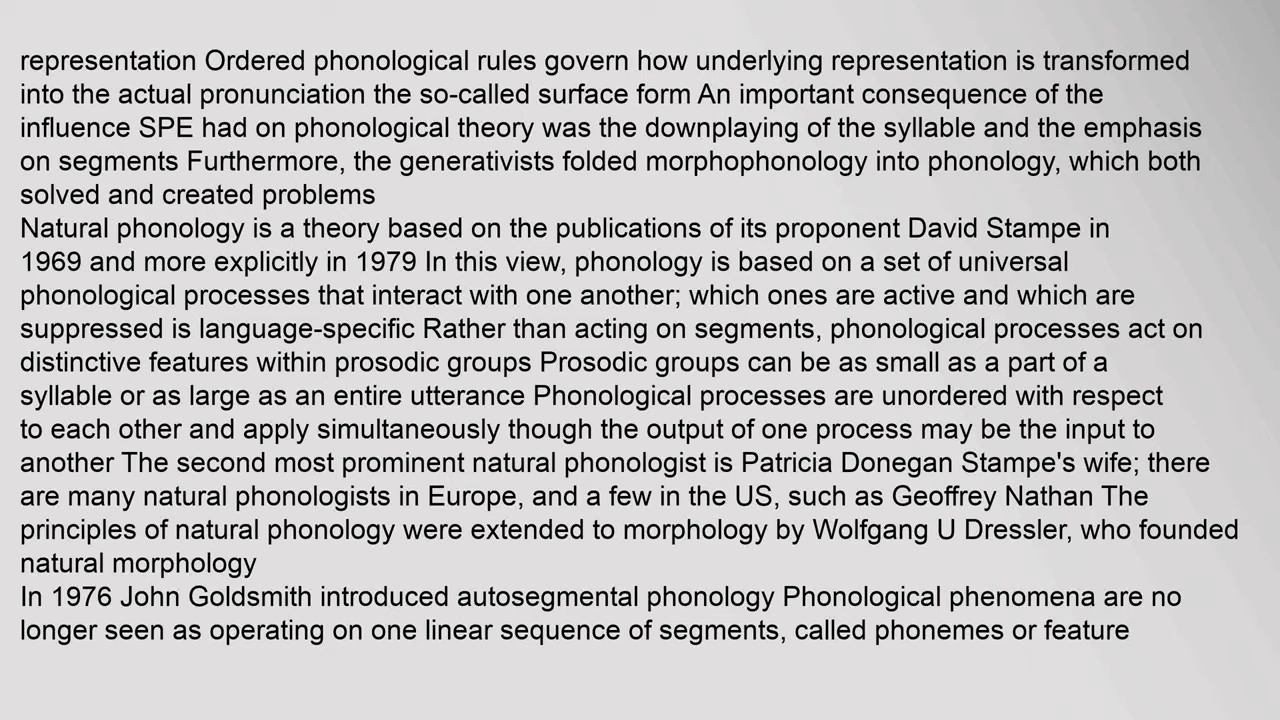 representation Ordered phonological rules govern how underlying representation is transformed
into the actual pronunciation the so-called surface form An important consequence of the
influence SPE had on phonological theory was the downplaying of the syllable and the emphasis
on segments Furthermore, the generativists folded morphophonology into phonology, which both
solved and created problems
Natural phonology is a theory based on the publications of its proponent David Stampe in
1969 and more explicitly in 1979 In this view, phonology is based on a set of universal
phonological processes that interact with one another; which ones are active and which are
suppressed is language-specific Rather than acting on segments, phonological processes act on
distinctive features within prosodic groups Prosodic groups can be as small as a part of a
syllable or as large as an entire utterance Phonological processes are unordered with respect
to each other and apply simultaneously though the output of one process may be the input to
another The second most prominent natural phonologist is Patricia Donegan Stampe's wife; there
are many natural phonologists in Europe, and a few in the US, such as Geoffrey Nathan The
principles of natural phonology were extended to morphology by Wolfgang U Dressler, who founded
natural morphology
In 1976 John Goldsmith introduced autosegmental phonology Phonological phenomena are no
longer seen as operating on one linear sequence of segments, called phonemes or feature